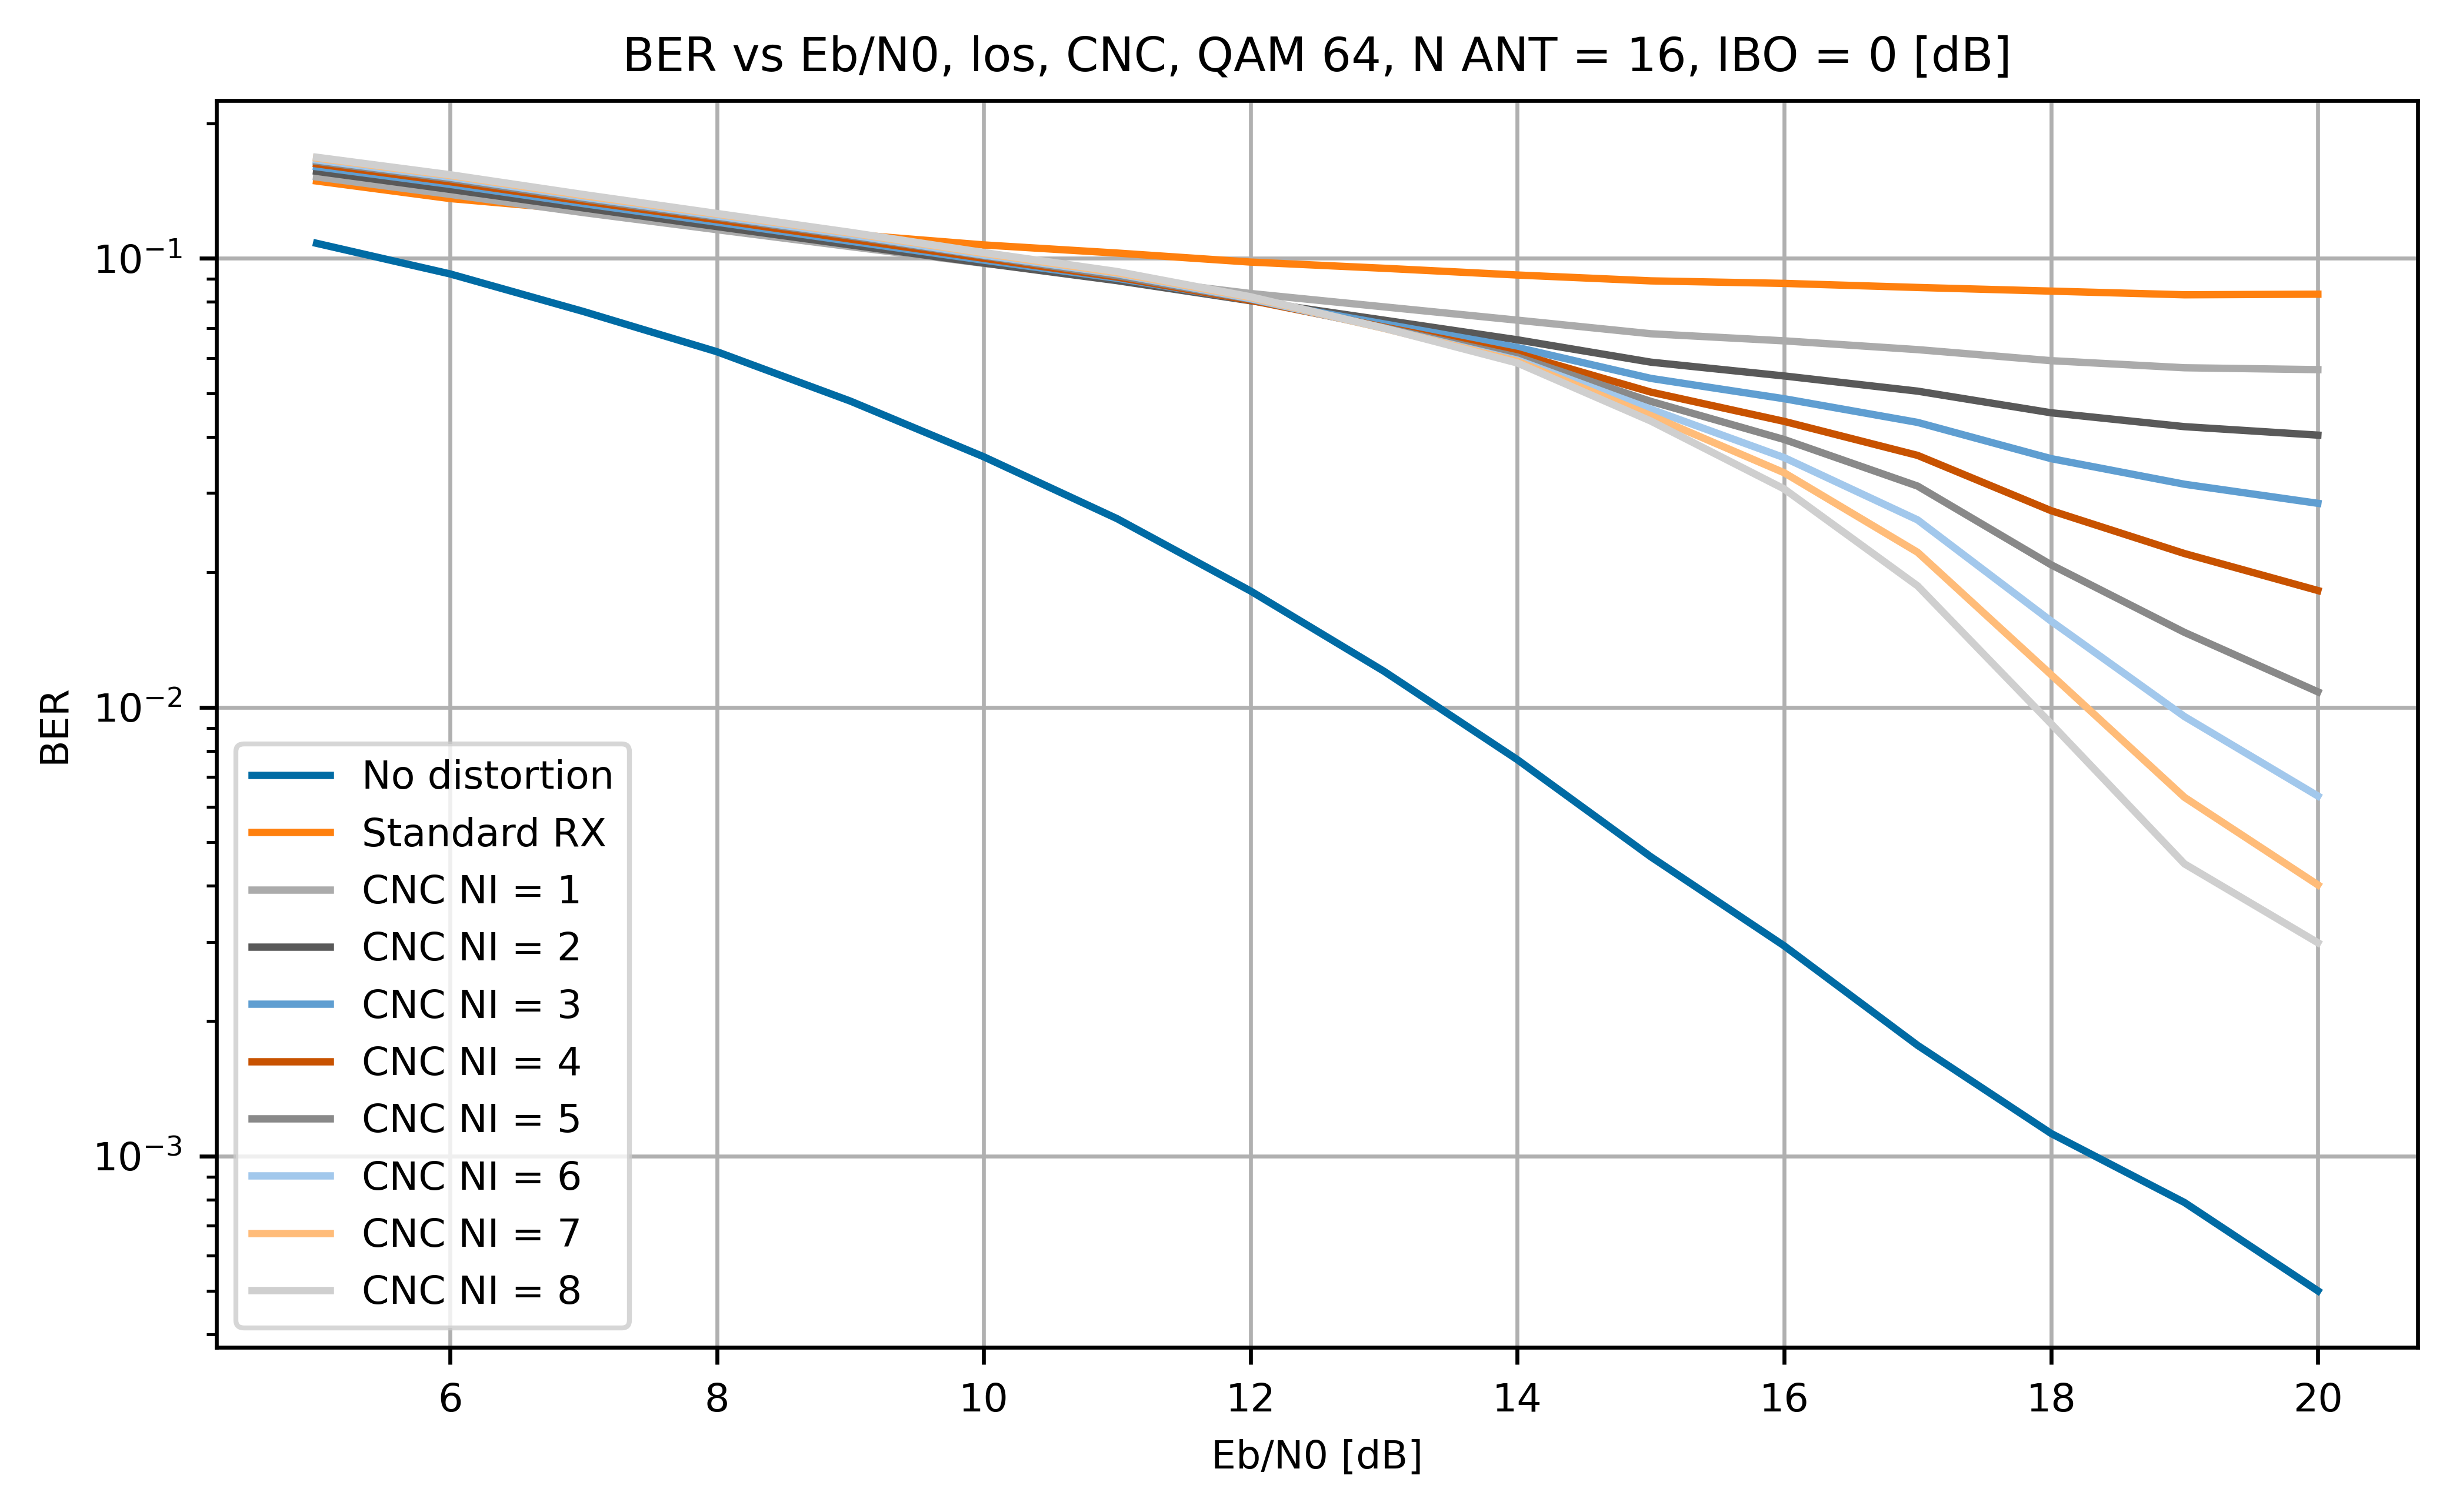 BER vs Eb/N0, los, CNC, QAM 64, N ANT = 16, IBO = 0 [dB]
BER
10⁻¹
10⁻²
10⁻³
No distortion
Standard RX
CNC NI = 1
CNC NI = 2
CNC NI = 3
CNC NI = 4
CNC NI = 5
CNC NI = 6
CNC NI = 7
CNC NI = 8
6 8 10 12 14 16 18 20
Eb/N0 [dB]